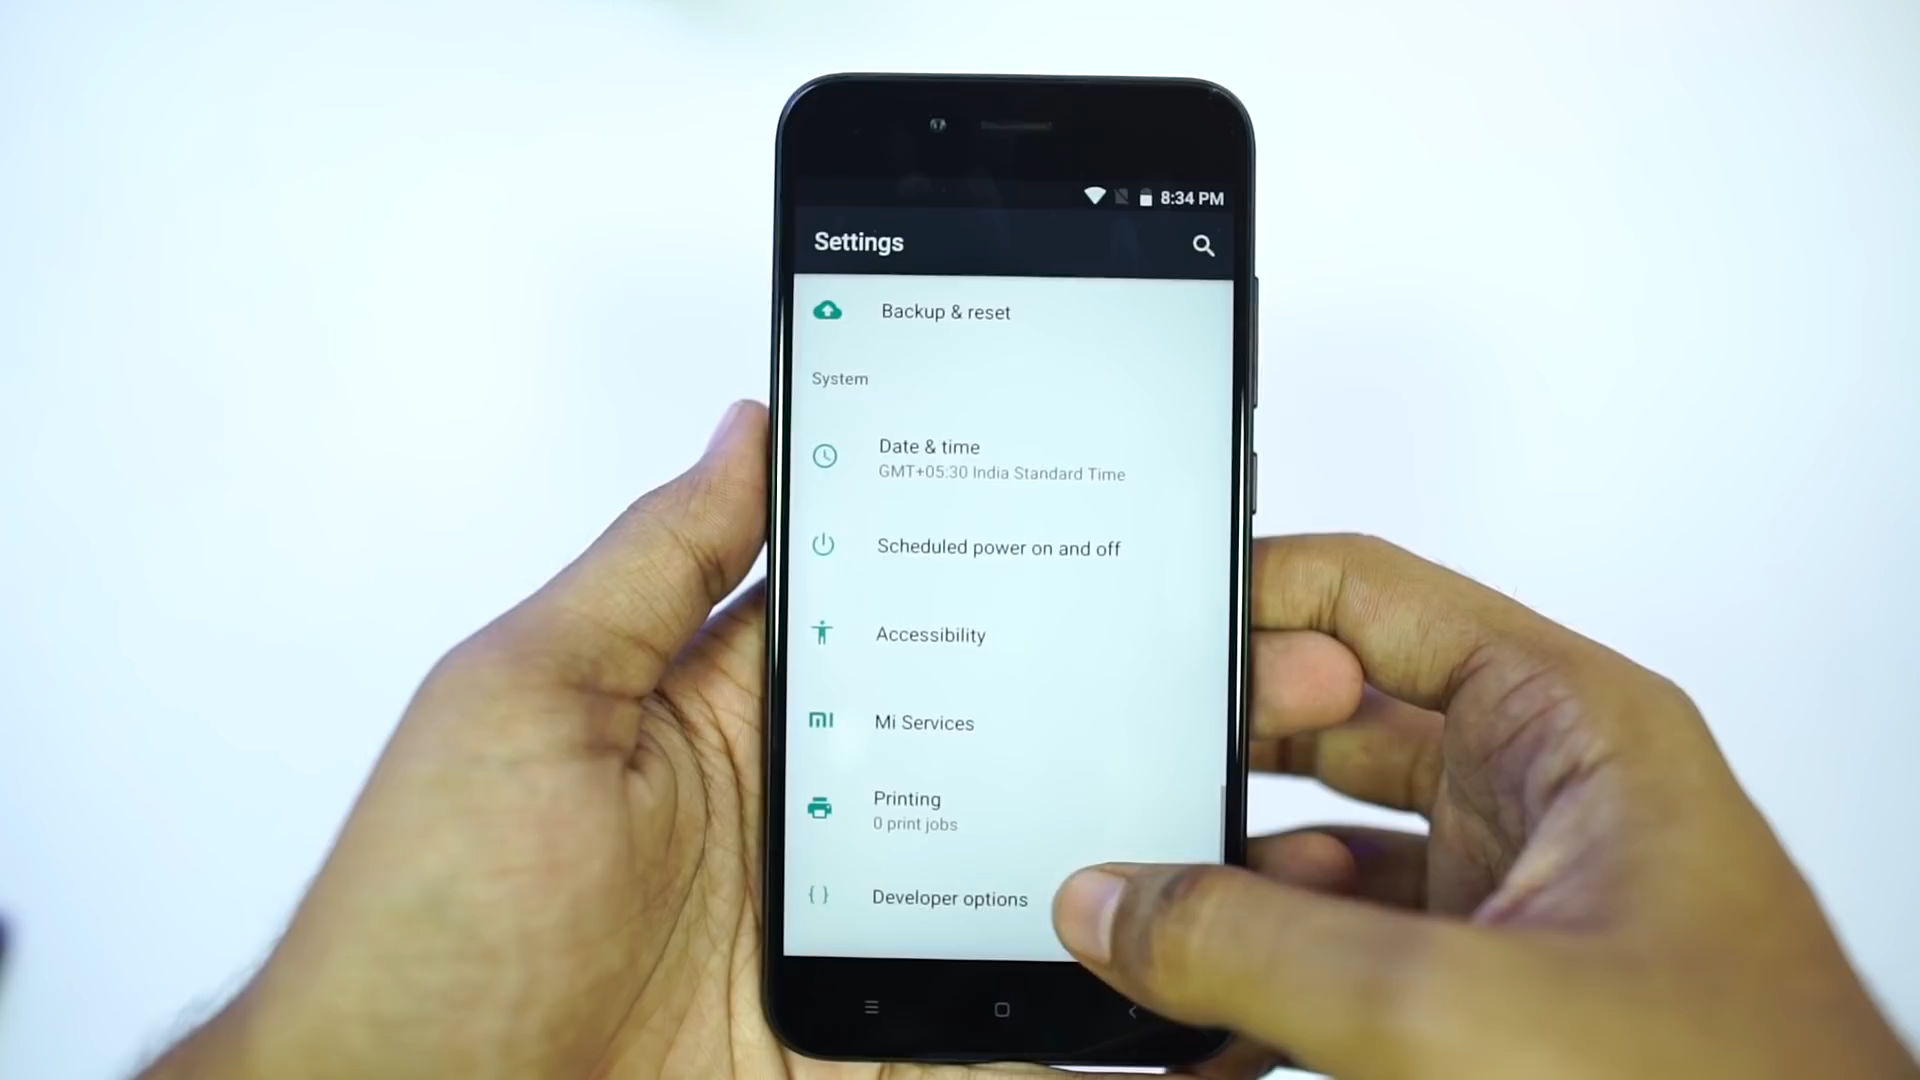 8:34 PM
Settings
Backup & reset
System
Date & time
GMT+05:30 India Standard Time
Scheduled power on and off
Accessibility
Mi Services
Printing
0 print jobs
{ } Developer options